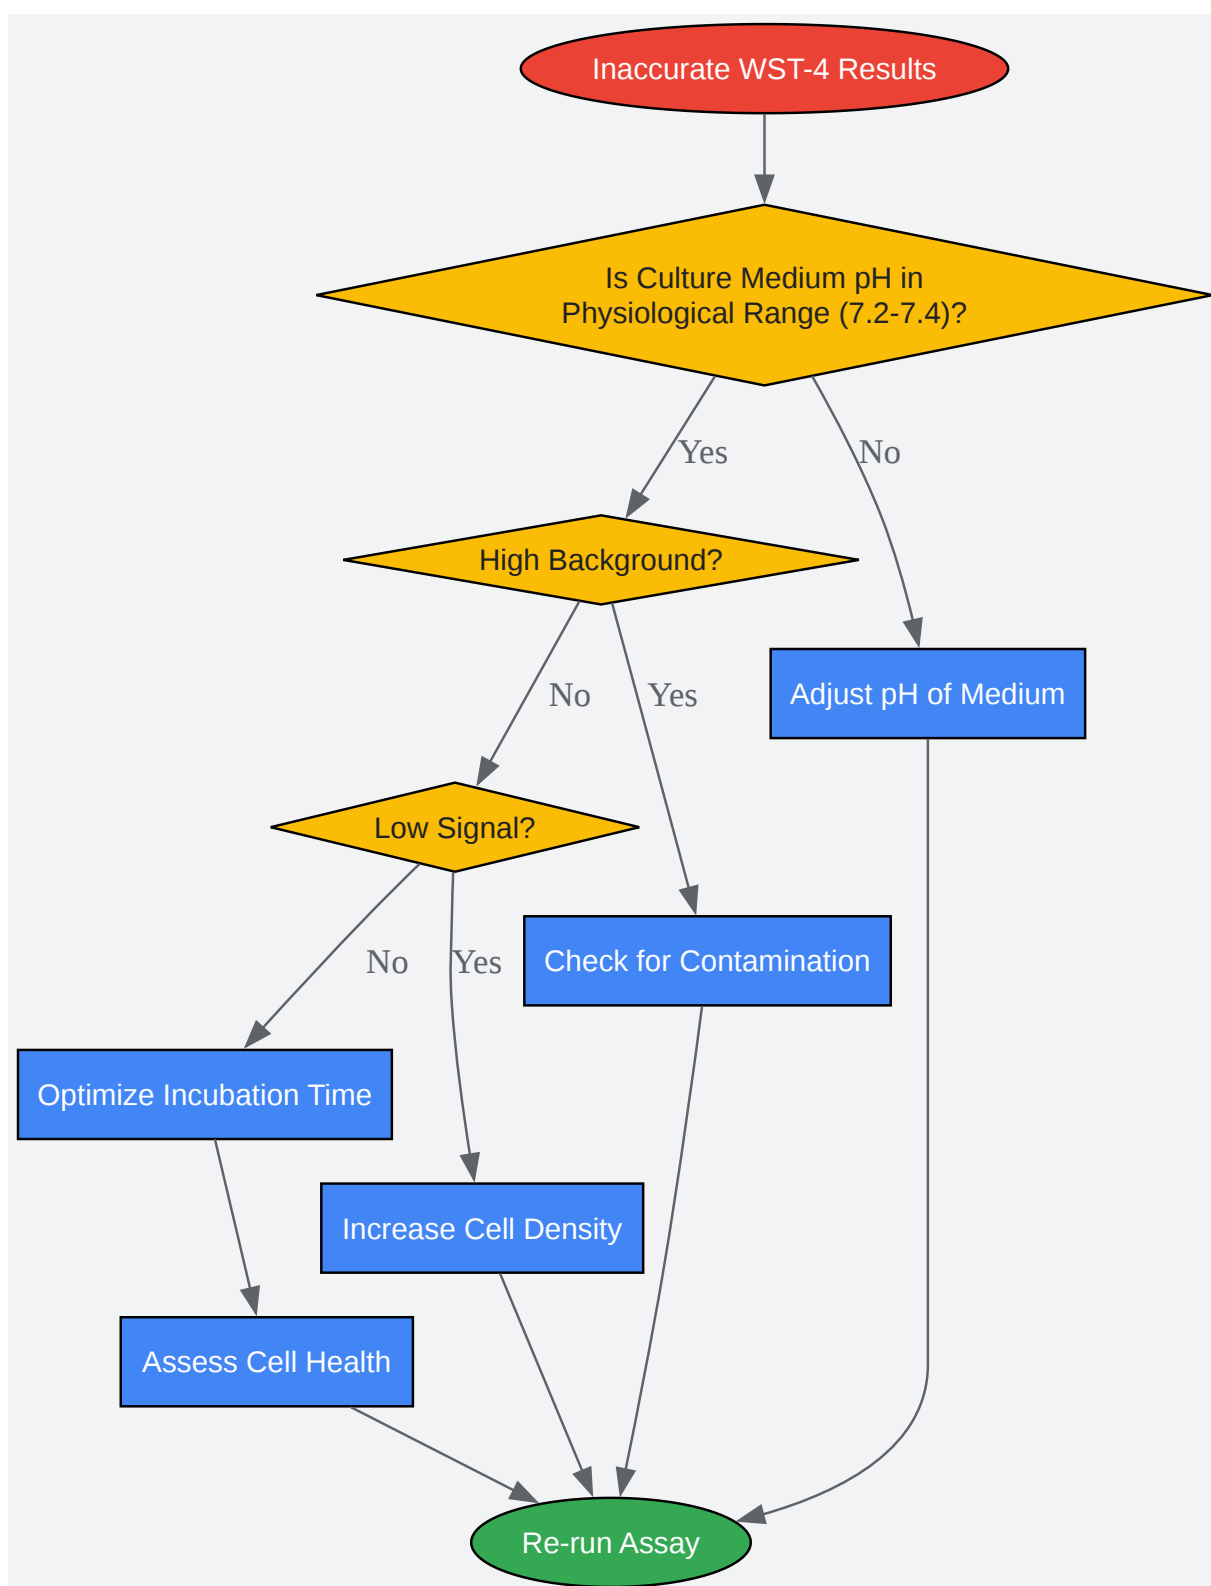 Inaccurate WST-4 Results
Is Culture Medium pH in
Physiological Range (7.2-7.4)?
Yes
No
High Background?
No
Yes
Adjust pH of Medium
Low Signal?
No
Yes
Check for Contamination
Optimize Incubation Time
Increase Cell Density
Assess Cell Health
Re-run Assay